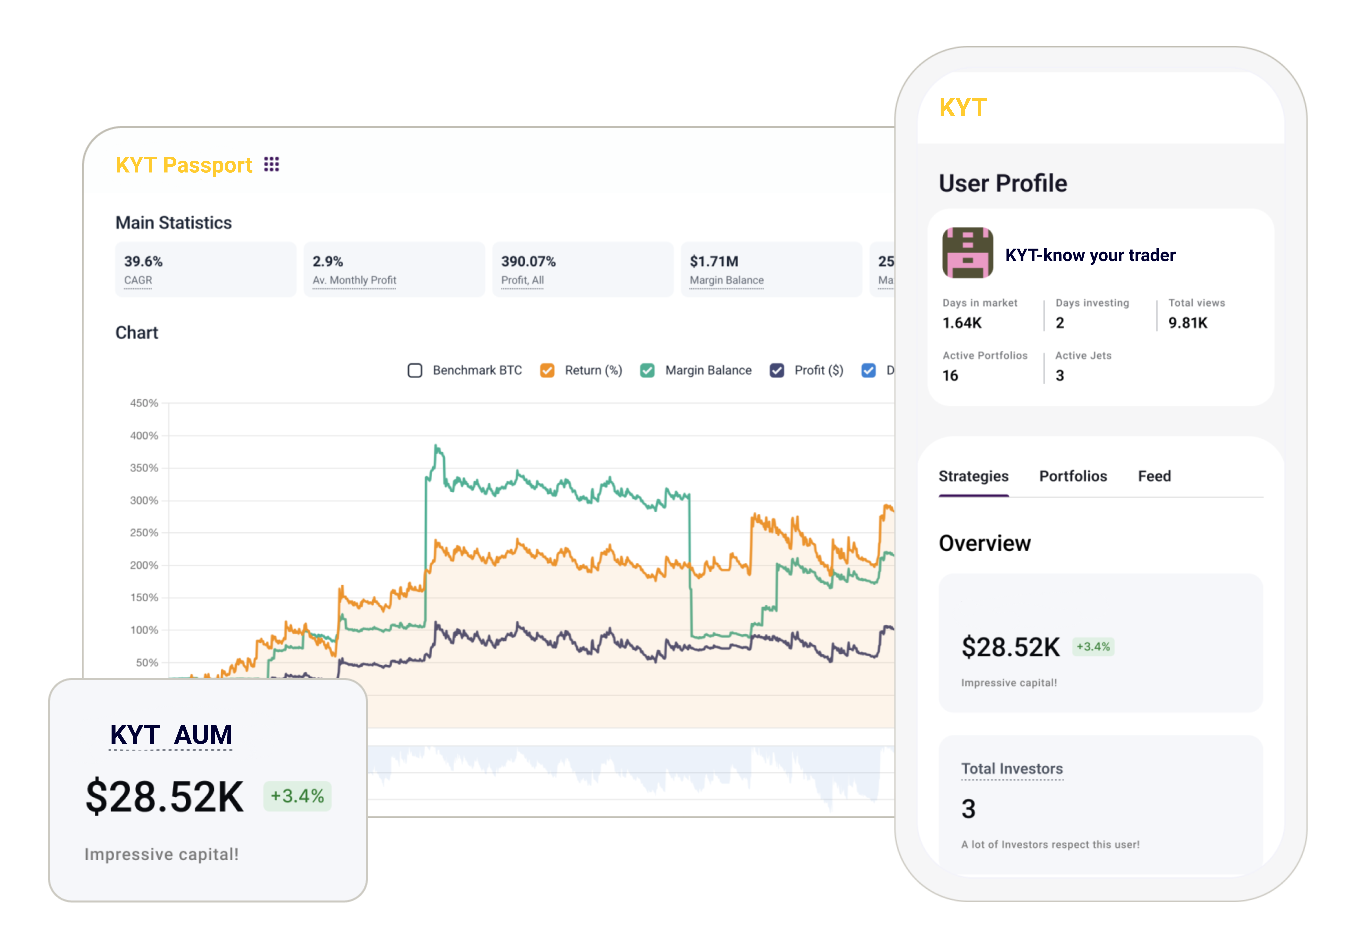 KYT Passport
Main Statistics
39.6%
CAGR
2.9%
Av. Monthly Profit
390.07%
Profit, All
$1.71M
Margin Balance
25
Ma
Chart
Benchmark BTC
Return (%)
Margin Balance
Profit ($)
D
450%
400%
350%
300%
250%
200%
150%
100%
50%
KYT AUM
$28.52K
+3.4%
Impressive capital!
KYT
User Profile
KYT-know your trader
Days in market
1.64K
Days investing
2
Total views
9.81K
Active Portfolios
16
Active Jets
3
Strategies
Portfolios
Feed
Overview
$28.52K
+3.4%
Impressive capital!
Total Investors
3
A lot of Investors respect this user!